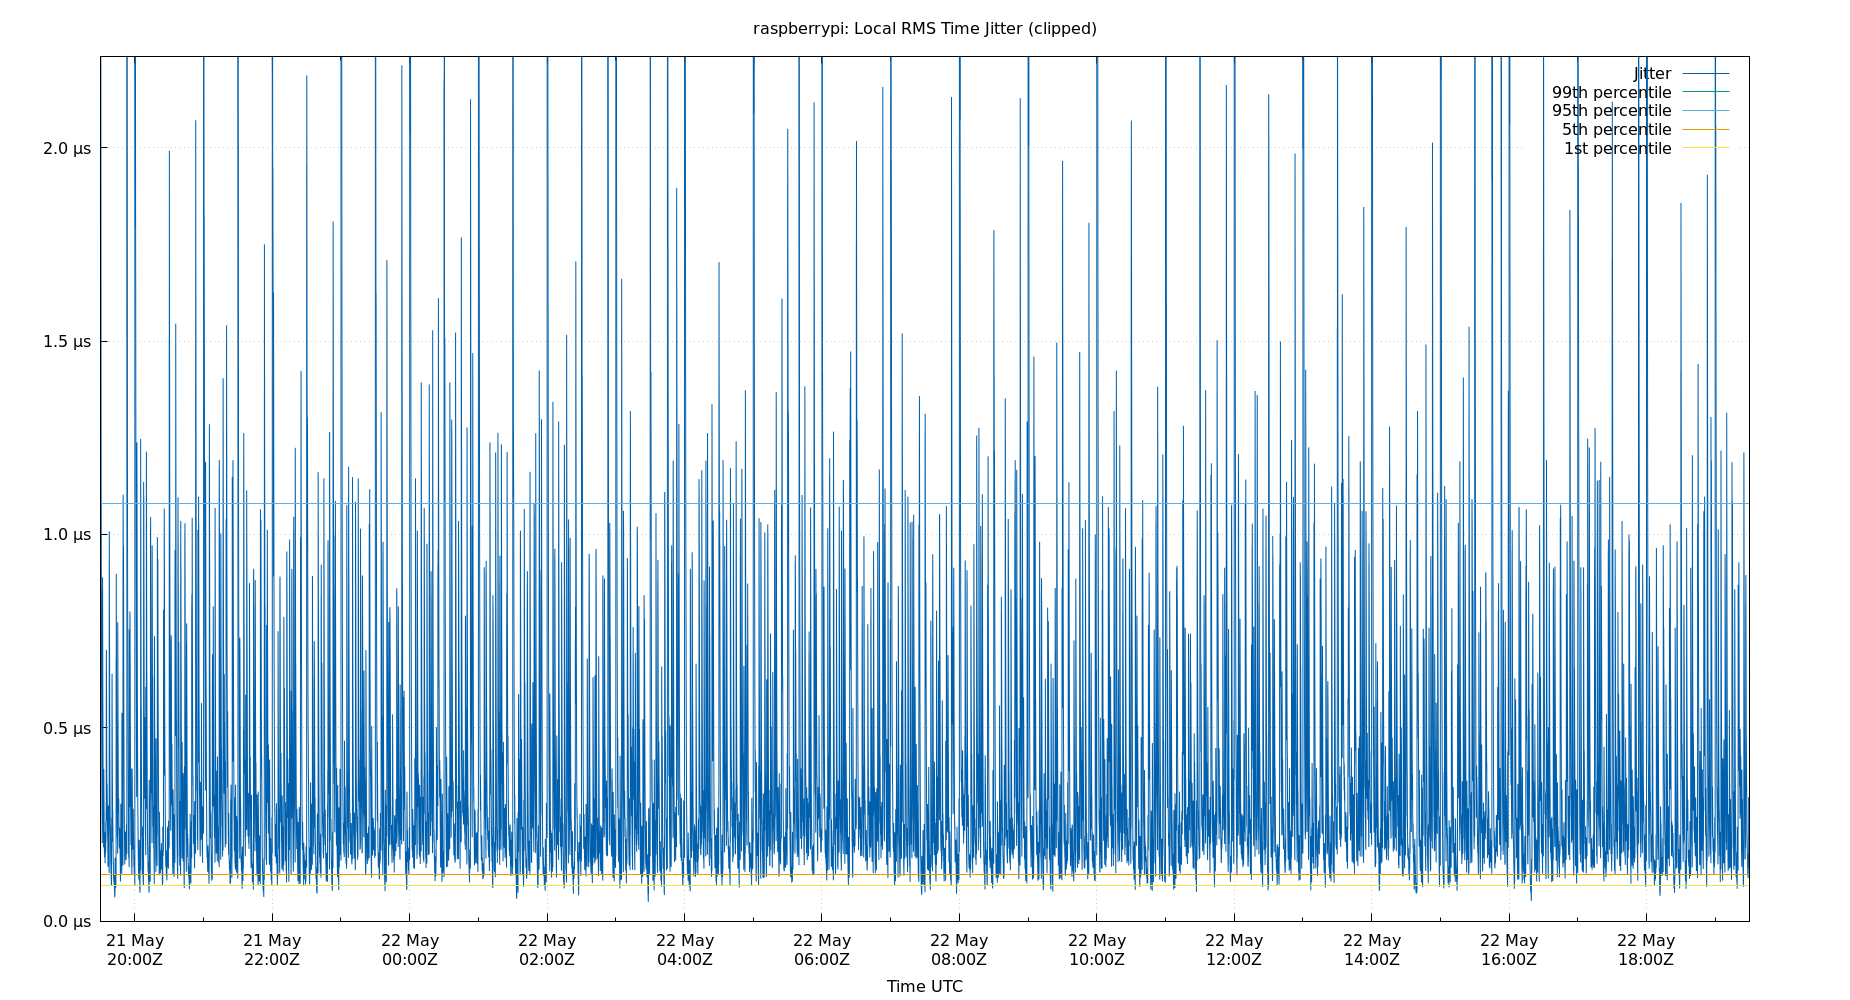 raspberrypi: Local RMS Time Jitter (clipped)
Jitter
99th percentile
95th percentile
5th percentile
1st percentile
2.0 µs
1.5 µs
1.0 µs
0.5 µs
0.0 µs
21 May 21 May 22 May 22 May 22 May 22 May 22 May 22 May 22 May 22 May 22 May 22 May
20:00Z 22:00Z 00:00Z 02:00Z 04:00Z 06:00Z 08:00Z 10:00Z 12:00Z 14:00Z 16:00Z 18:00Z
Time UTC